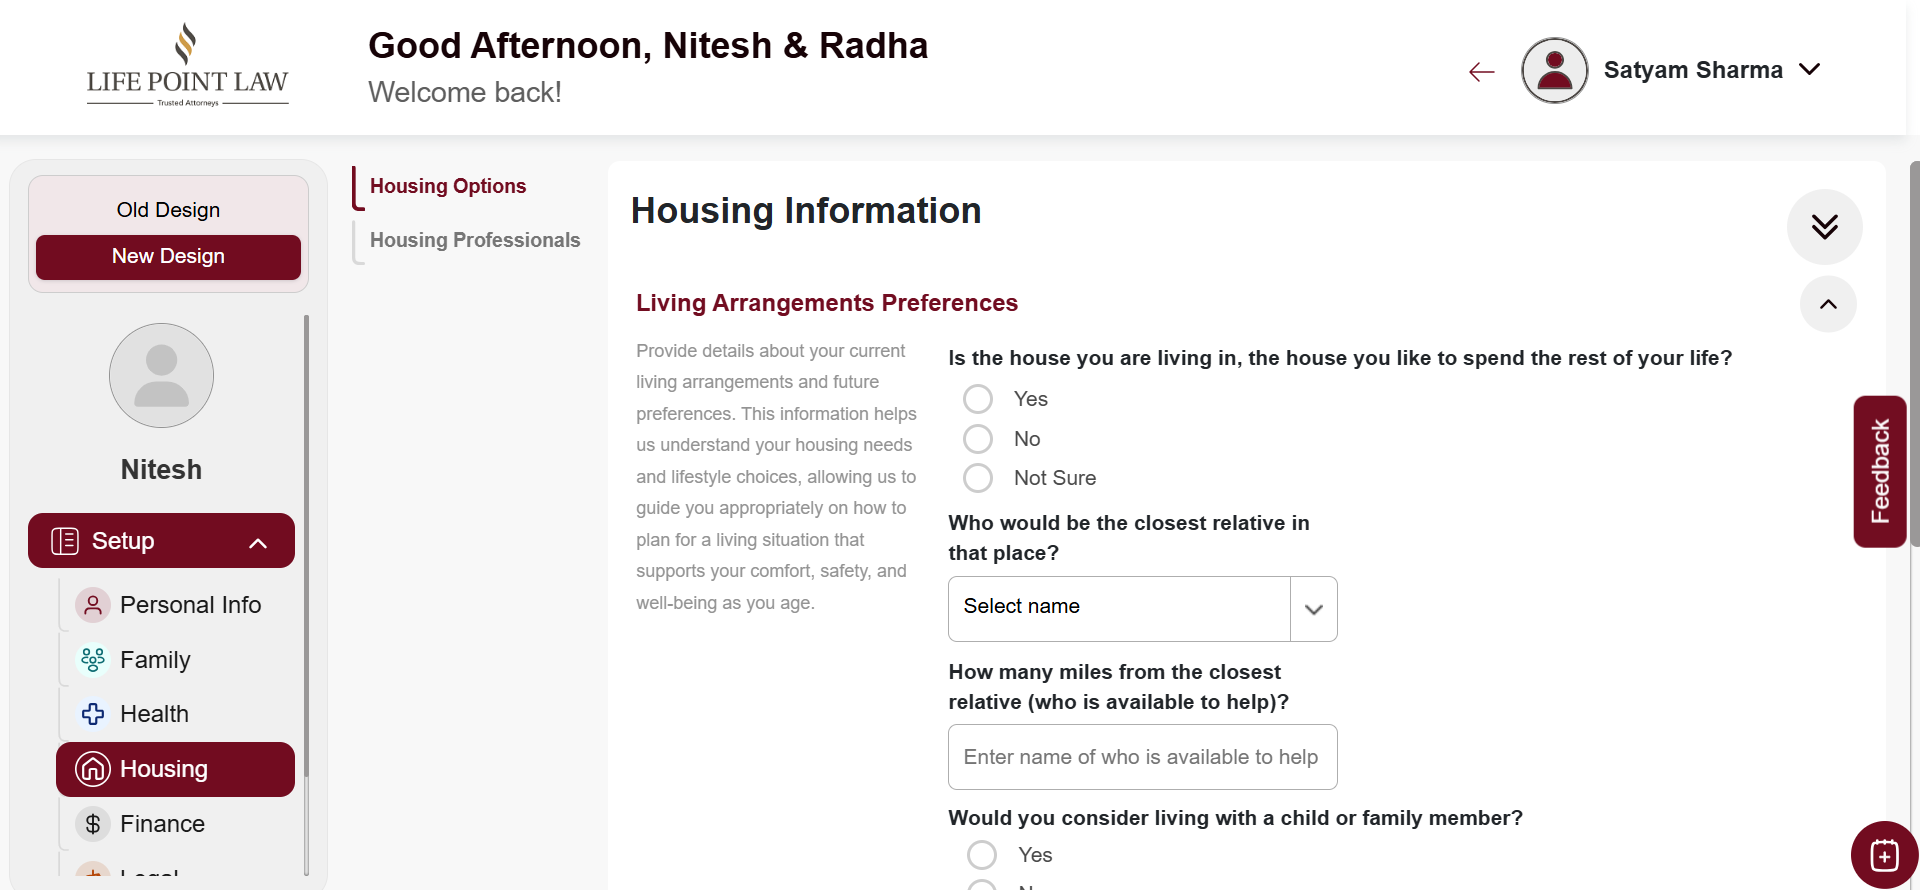 LIFE POINT LAW
Trusted Attorneys
Good Afternoon, Nitesh & Radha
Welcome back!
Satyam Sharma
Old Design
New Design
Nitesh
Setup
Personal Info
Family
Health
Housing
Finance
Housing Options
Housing Professionals
Housing Information
Living Arrangements Preferences
Provide details about your current
living arrangements and future
preferences. This information helps
us understand your housing needs
and lifestyle choices, allowing us to
guide you appropriately on how to
plan for a living situation that
supports your comfort, safety, and
well-being as you age.
Is the house you are living in, the house you like to spend the rest of your life?
Yes
No
Not Sure
Who would be the closest relative in
that place?
Select name
How many miles from the closest
relative (who is available to help)?
Enter name of who is available to help
Would you consider living with a child or family member?
Yes
Feedback